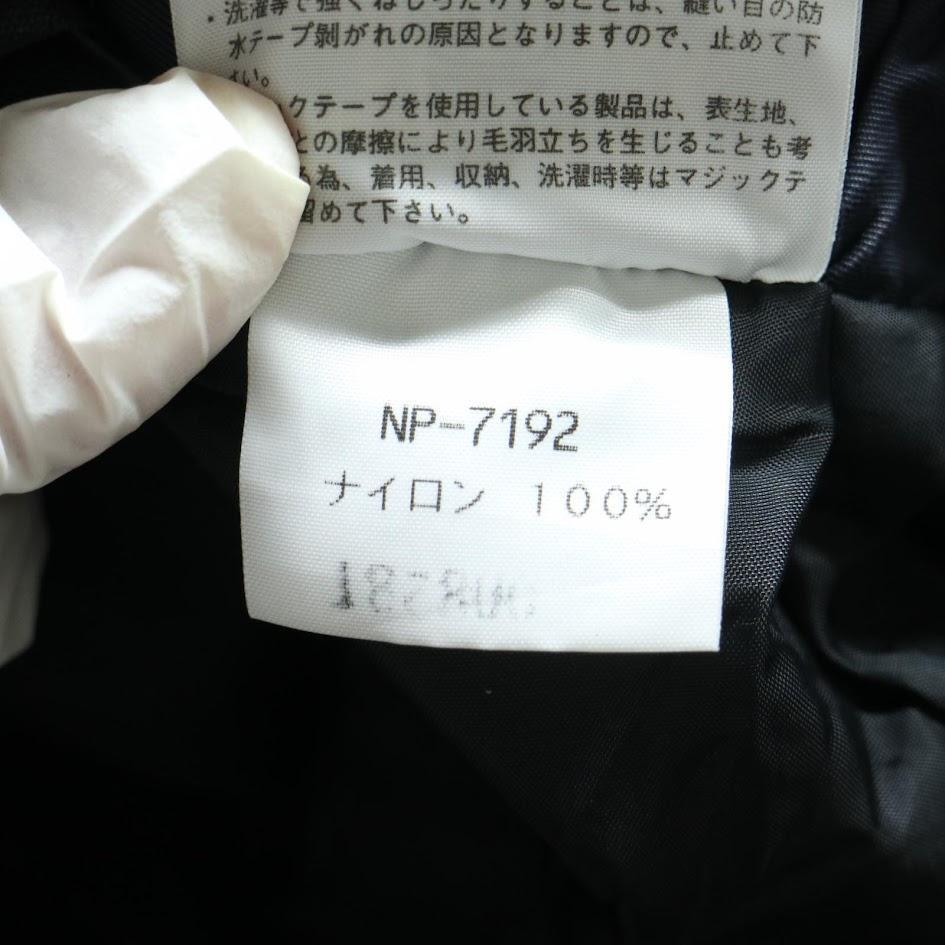 ・洗濯等で強くねじったりすることは、縫い目の防
水テープ剝がれの原因となりますので、止めて下
さい。
クテープを使用している製品は、表生地、
との摩擦により毛羽立ちを生じることも考
為、着用、収納、洗濯時等はマジックテ
留めて下さい。
NP-7192
ナイロン 100%